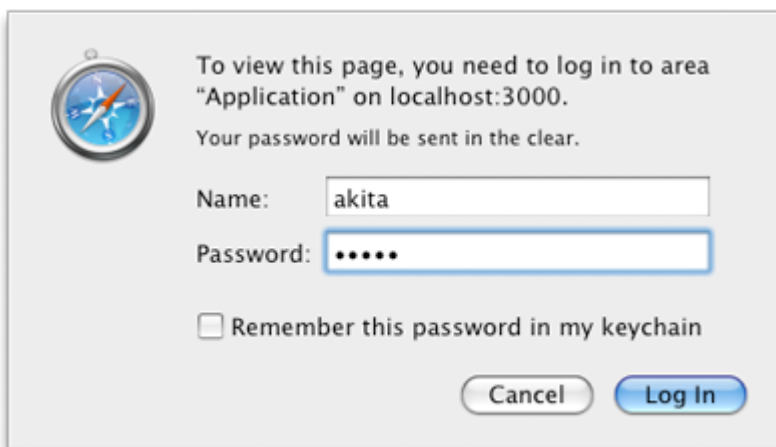 To view this page, you need to log in to area
“Application” on localhost:3000.
Your password will be sent in the clear.
Name: akita
Password: •••••
Remember this password in my keychain
Cancel Log In